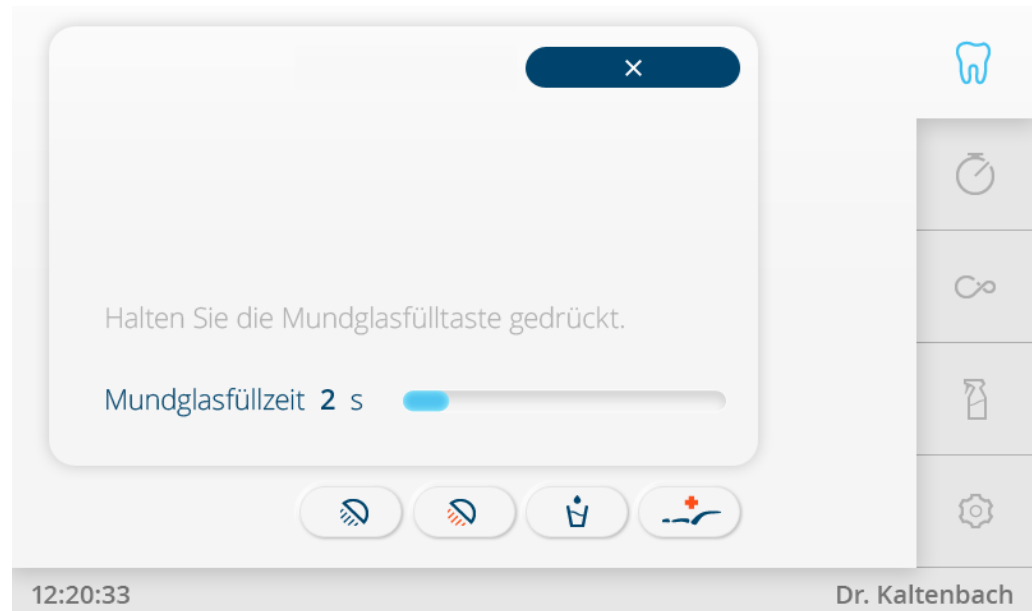 Halten Sie die Mundglasfülltaste gedrückt.
Mundglasfüllzeit 2 s
12:20:33
Dr. Kaltenbach